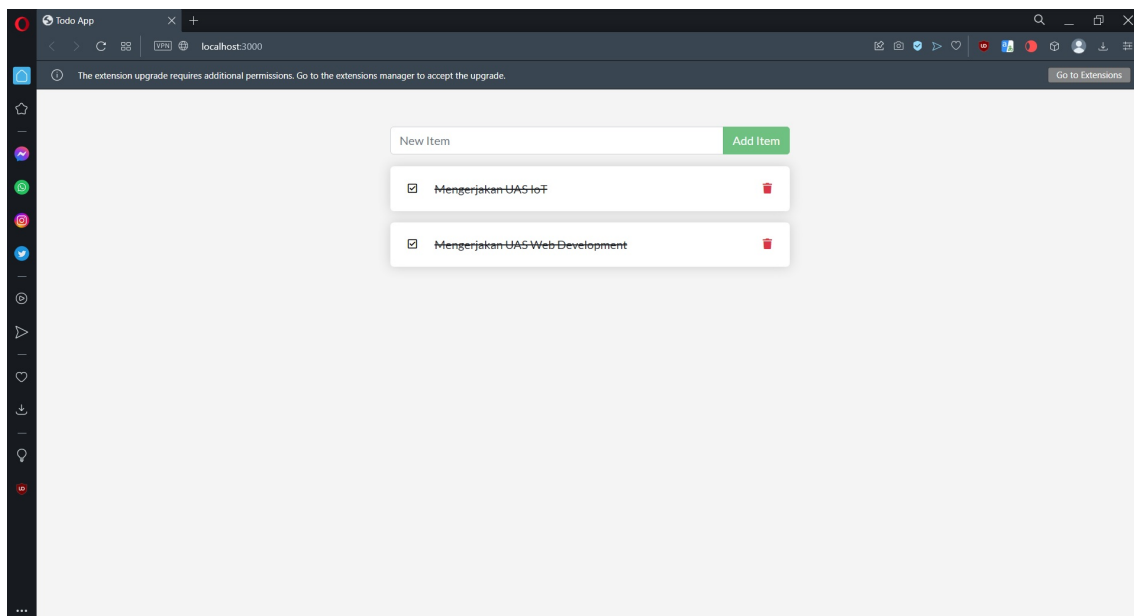 Todo App
VPN
localhost:3000
The extension upgrade requires additional permissions. Go to the extensions manager to accept the upgrade.
Go to Extensions
New Item
Add Item
Mengerjakan UAS IoT
Mengerjakan UAS Web Development